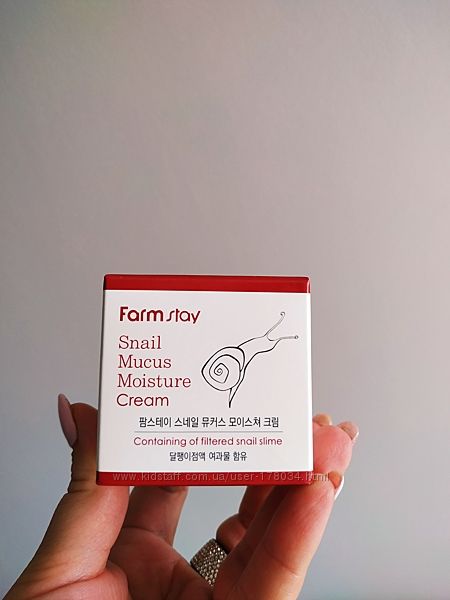 Farm stay
Snail
Mucus
Moisture
Cream
팜스테이 스네일 뮤커스 모이스쳐 크림
Containing of filtered snail slime
달팽이점액 여과물 함유
www.kidstaff.com.ua/user-178034.html